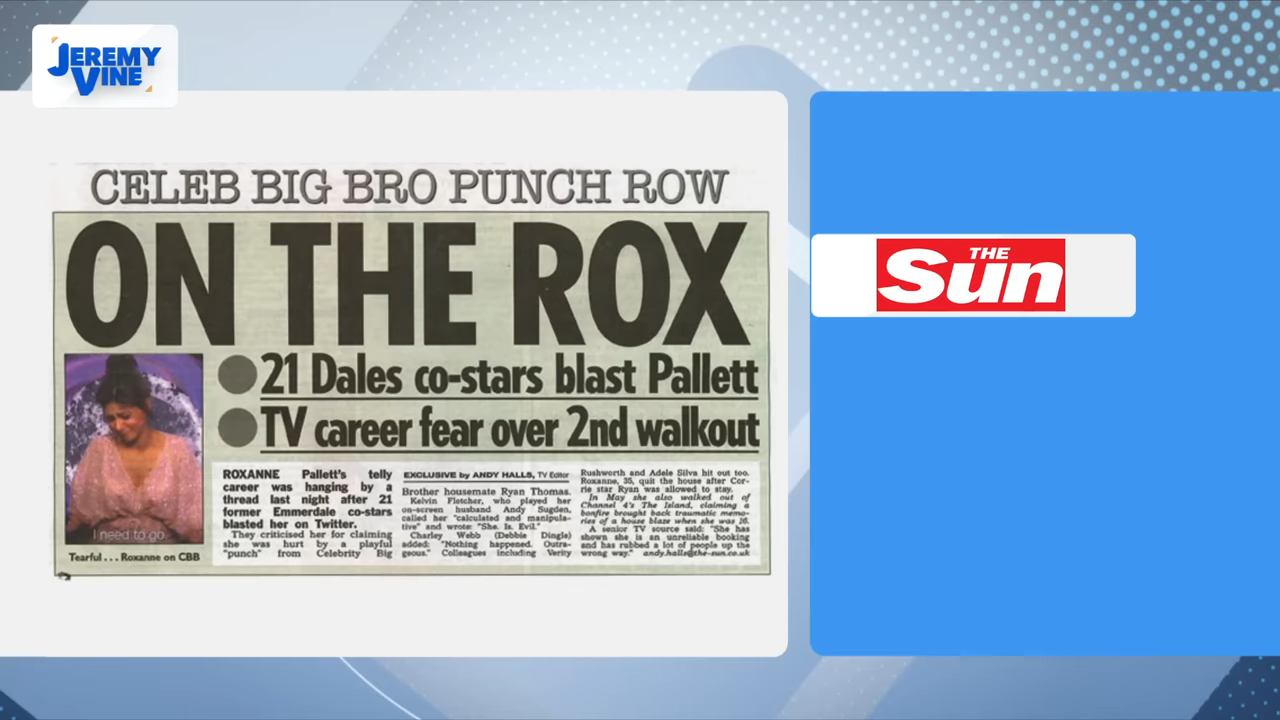 JEREMY
VINE
CELEB BIG BRO PUNCH ROW
ON THE ROX
21 Dales co-stars blast Pallett
TV career fear over 2nd walkout
I need to go
Tearful . . . Roxanne on CBB
ROXANNE Pallett's telly
career was hanging by a
thread last night after 21
former Emmerdale co-stars
blasted her on Twitter.
They criticised her for claiming
she was hurt by a playful
"punch" from Celebrity Big
EXCLUSIVE by ANDY HALLS, TV Editor
Brother housemate Ryan Thomas.
Kelvin Fletcher, who played her
on-screen husband Andy Sugden,
called her "calculated and manipula-
tive" and wrote: "She. Is. Evil."
Charley Webb (Debbie Dingle)
added: "Nothing happened. Outra-
geous." Colleagues including Verity
Rushworth and Adele Silva hit out too.
Roxanne, 35, quit the house after Cor-
rie star Ryan was allowed to stay.
In May she also walked out of
Channel 4's The Island, claiming a
bonfire brought back traumatic memo-
ries of a house blaze when she was 16.
A senior TV source said: "She has
shown she is an unreliable booking
and has rubbed a lot of people up the
wrong way." andy.halls@the-sun.co.uk
THE
Sun